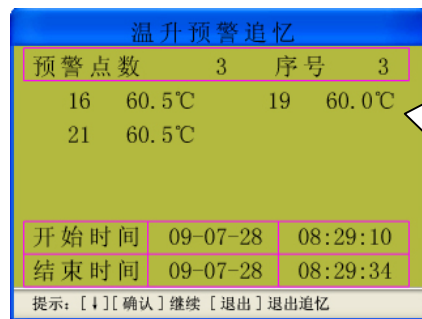 温升预警追忆
预警点数 3 序号 3
16 60.5℃ 19 60.0℃
21 60.5℃
开始时间 09-07-28 08:29:10
结束时间 09-07-28 08:29:34
提示: [↓][确认]继续 [退出]退出追忆